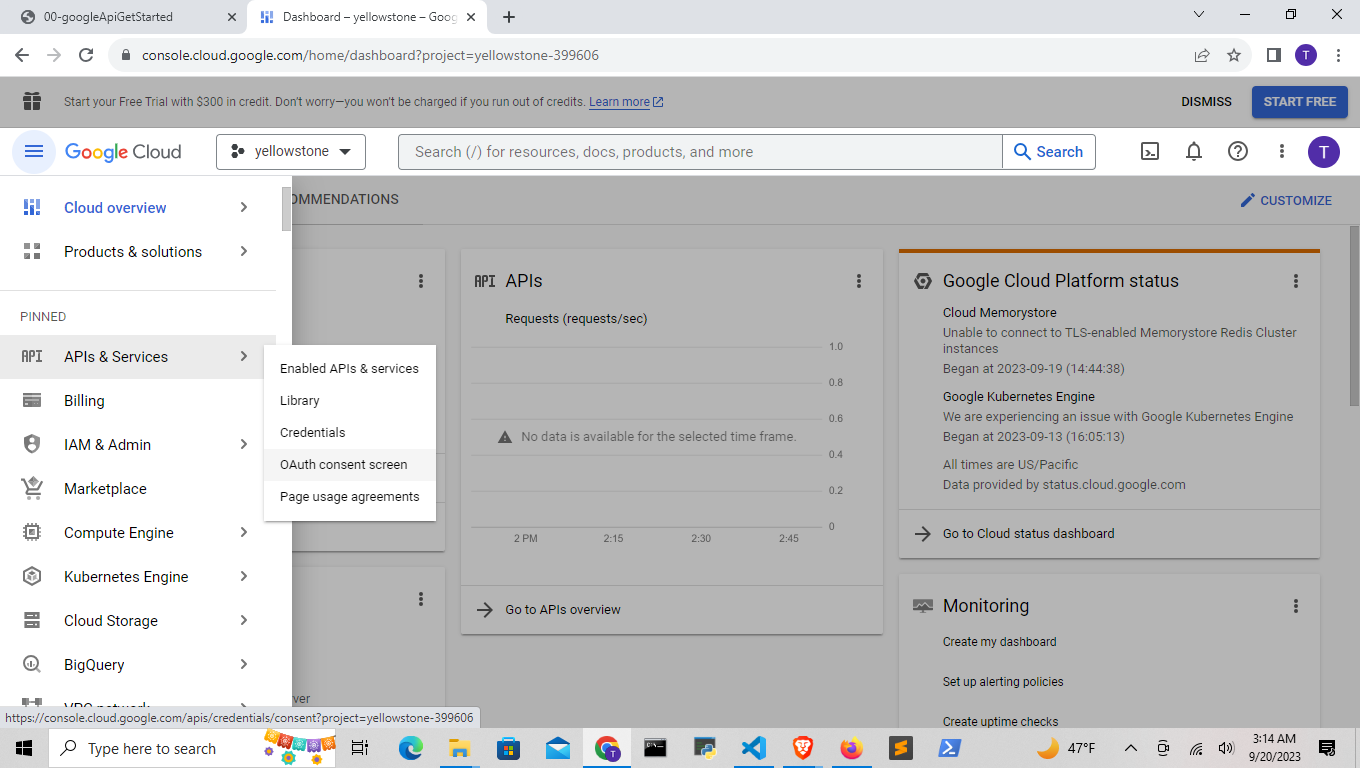 00-googleApiGetStarted
Dashboard – yellowstone – Goog
console.cloud.google.com/home/dashboard?project=yellowstone-399606
T
Start your Free Trial with $300 in credit. Don't worry—you won't be charged if you run out of credits. Learn more
DISMISS
START FREE
Google Cloud
yellowstone
Search (/) for resources, docs, products, and more
Search
T
Cloud overview
Products & solutions
PINNED
API APIs & Services
Billing
IAM & Admin
Marketplace
Compute Engine
Kubernetes Engine
Cloud Storage
BigQuery
VPC network
Enabled APIs & services
Library
Credentials
OAuth consent screen
Page usage agreements
OMMENDATIONS
CUSTOMIZE
API APIs
Requests (requests/sec)
1.0
0.8
0.6
No data is available for the selected time frame.
0.4
0.2
0
2 PM 2:15 2:30 2:45
Go to APIs overview
Google Cloud Platform status
Cloud Memorystore
Unable to connect to TLS-enabled Memorystore Redis Cluster
instances
Began at 2023-09-19 (14:44:38)
Google Kubernetes Engine
We are experiencing an issue with Google Kubernetes Engine
Began at 2023-09-13 (16:05:13)
All times are US/Pacific
Data provided by status.cloud.google.com
Go to Cloud status dashboard
Monitoring
Create my dashboard
Set up alerting policies
Create uptime checks
ver
https://console.cloud.google.com/apis/credentials/consent?project=yellowstone-399606
Type here to search
T
47°F
3:14 AM
9/20/2023